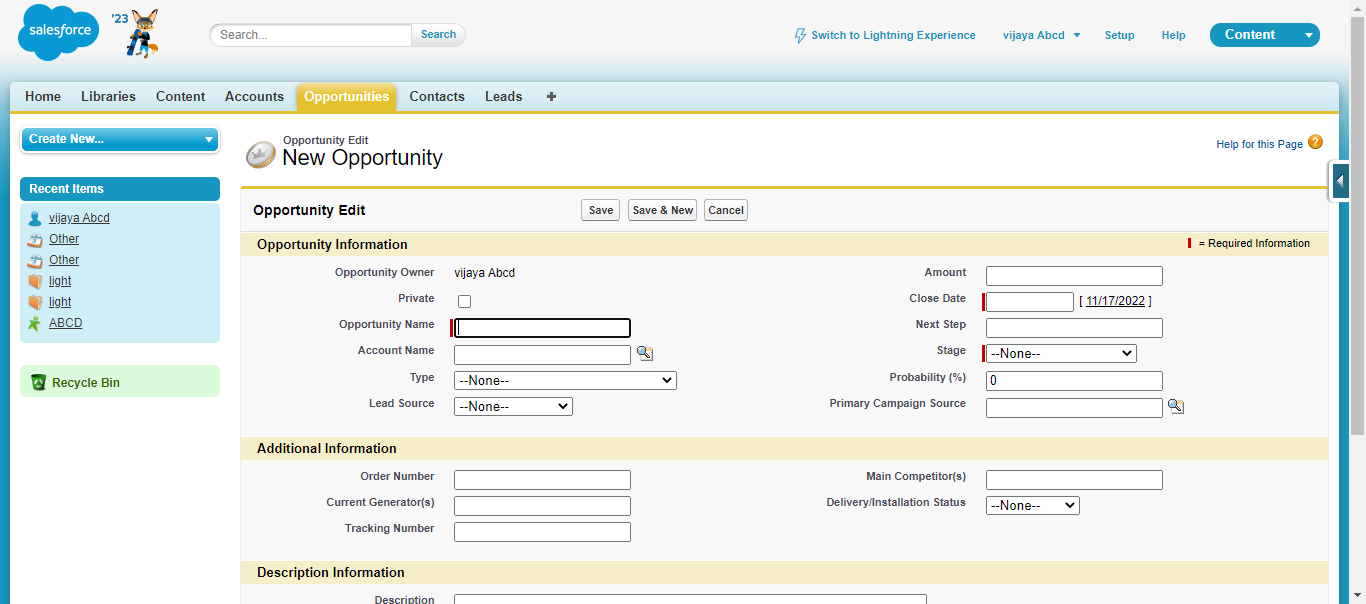 salesforce
'23
Search...
Search
Switch to Lightning Experience
vijaya Abcd
Setup
Help
Content
Home
Libraries
Content
Accounts
Opportunities
Contacts
Leads
+
Create New...
Recent Items
vijaya Abcd
Other
Other
light
light
ABCD
Recycle Bin
Opportunity Edit
New Opportunity
Help for this Page ?
Opportunity Edit
Save
Save & New
Cancel
Opportunity Information
= Required Information
Opportunity Owner
vijaya Abcd
Amount
Private
Close Date
[ 11/17/2022 ]
Opportunity Name
Next Step
Account Name
Stage
--None--
Type
--None--
Probability (%)
0
Lead Source
--None--
Primary Campaign Source
Additional Information
Order Number
Main Competitor(s)
Current Generator(s)
Delivery/Installation Status
--None--
Tracking Number
Description Information
Description